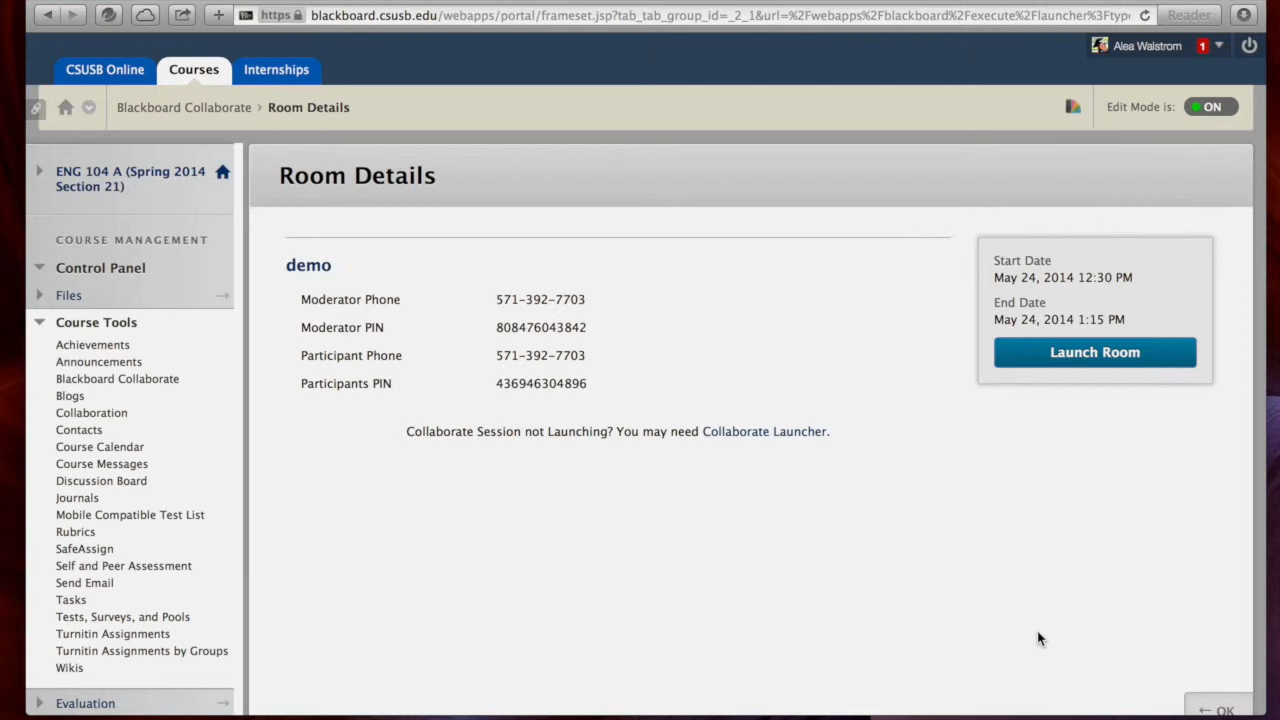 https blackboard.csusb.edu/webapps/portal/frameset.jsp?tab_tab_group_id=_2_1&url=%2Fwebapps%2Fblackboard%2Fexecute%2Flauncher%3Ftyp
Reader
Alea Walstrom 1
CSUSB Online Courses Internships
Blackboard Collaborate > Room Details
Edit Mode is: ON
ENG 104 A (Spring 2014
Section 21)
COURSE MANAGEMENT
Control Panel
Files
Course Tools
Achievements
Announcements
Blackboard Collaborate
Blogs
Collaboration
Contacts
Course Calendar
Course Messages
Discussion Board
Journals
Mobile Compatible Test List
Rubrics
SafeAssign
Self and Peer Assessment
Send Email
Tasks
Tests, Surveys, and Pools
Turnitin Assignments
Turnitin Assignments by Groups
Wikis
Evaluation
Room Details
demo
Moderator Phone 571-392-7703
Moderator PIN 808476043842
Participant Phone 571-392-7703
Participants PIN 436946304896
Collaborate Session not Launching? You may need Collaborate Launcher.
Start Date
May 24, 2014 12:30 PM
End Date
May 24, 2014 1:15 PM
Launch Room
← OK